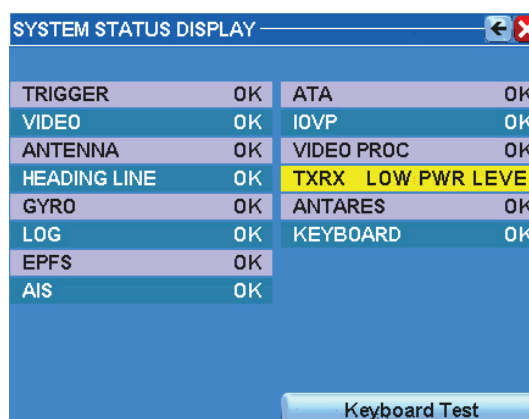 SYSTEM STATUS DISPLAY
TRIGGER OK
VIDEO OK
ANTENNA OK
HEADING LINE OK
GYRO OK
LOG OK
EPFS OK
AIS OK
ATA OK
IOVP OK
VIDEO PROC OK
TXRX LOW PWR LEVE
ANTARES OK
KEYBOARD OK
Keyboard Test